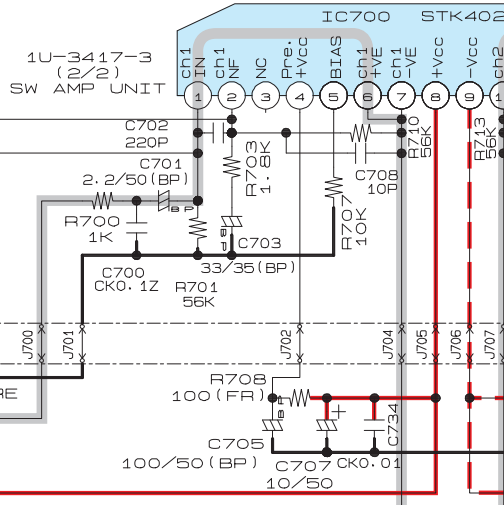 IC700 STK402
1U-3417-3
(2/2)
SW AMP UNIT
ch1 IN
ch1 NF
NC
Pre. +Vcc
BIAS
ch1 +VE
ch1 -VE
+Vcc
-Vcc
ch2
1 2 3 4 5 6 7 8 9 1
C702
220P
R703
1.8K
R710
56K
R713
56K
C701
2.2/50(BP)
C708
10P
BP
R700
1K
R707
10K
BP
C703
33/35(BP)
C700
CK0.1Z
R701
56K
J700
J701
J702
J704
J705
J706
J707
R708
100(FR)
RE
BP
+
C734
C705
100/50(BP)
C707
10/50
CK0.01